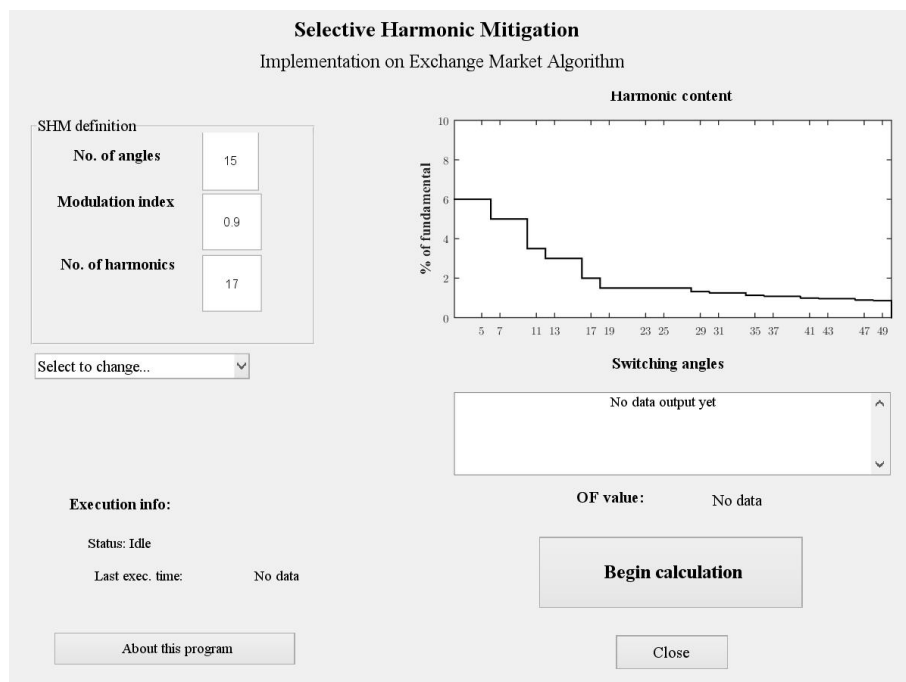 Selective Harmonic Mitigation
Implementation on Exchange Market Algorithm
SHM definition
No. of angles
15
Modulation index
0.9
No. of harmonics
17
Select to change...
Execution info:
Status: Idle
Last exec. time: No data
About this program
Harmonic content
% of fundamental
10
8
6
4
2
0
5 7 11 13 17 19 23 25 29 31 35 37 41 43 47 49
Switching angles
No data output yet
OF value: No data
Begin calculation
Close